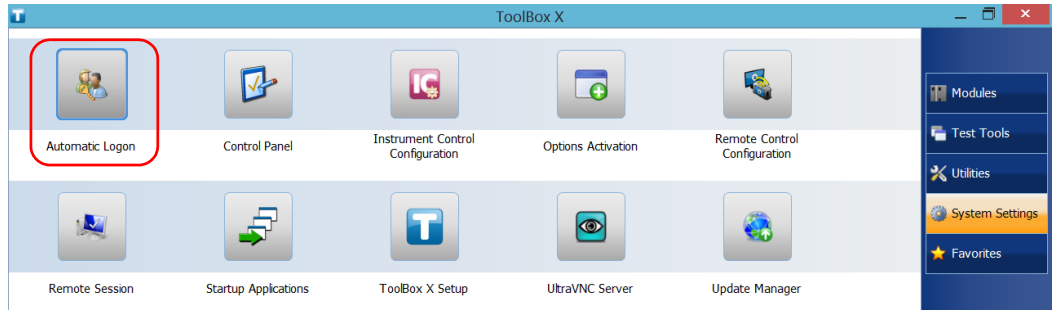 ToolBox X
Automatic Logon
Control Panel
Instrument Control
Configuration
Options Activation
Remote Control
Configuration
Remote Session
Startup Applications
ToolBox X Setup
UltraVNC Server
Update Manager
Modules
Test Tools
Utilities
System Settings
Favorites